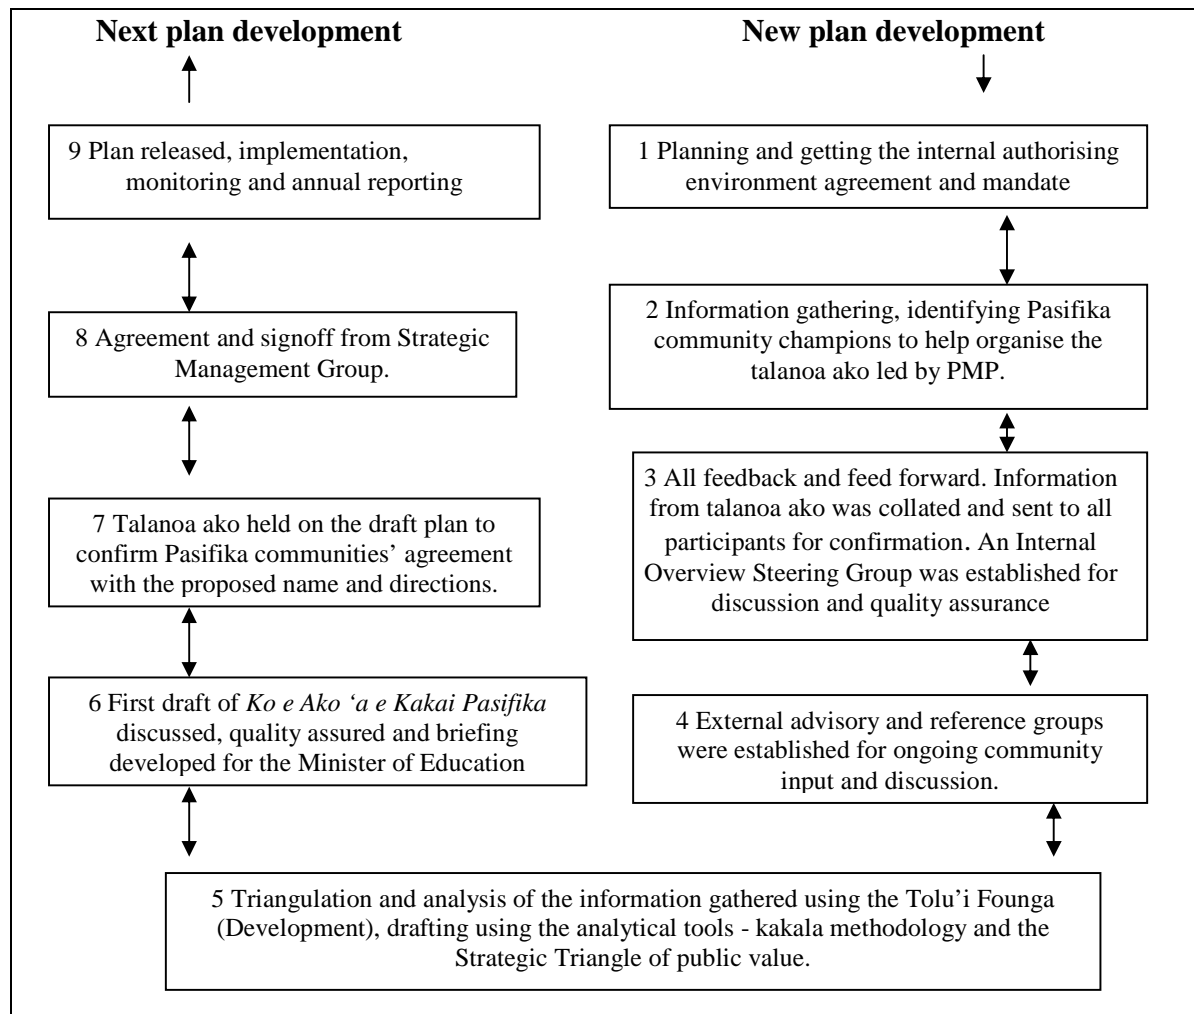 Next plan development
New plan development
9 Plan released, implementation,
monitoring and annual reporting
1 Planning and getting the internal authorising
environment agreement and mandate
8 Agreement and signoff from Strategic
Management Group.
2 Information gathering, identifying Pasifika
community champions to help organise the
talanoa ako led by PMP.
7 Talanoa ako held on the draft plan to
confirm Pasifika communities’ agreement
with the proposed name and directions.
3 All feedback and feed forward. Information
from talanoa ako was collated and sent to all
participants for confirmation. An Internal
Overview Steering Group was established for
discussion and quality assurance
6 First draft of Ko e Ako ‘a e Kakai Pasifika
discussed, quality assured and briefing
developed for the Minister of Education
4 External advisory and reference groups
were established for ongoing community
input and discussion.
5 Triangulation and analysis of the information gathered using the Tolu’i Founga
(Development), drafting using the analytical tools - kakala methodology and the
Strategic Triangle of public value.